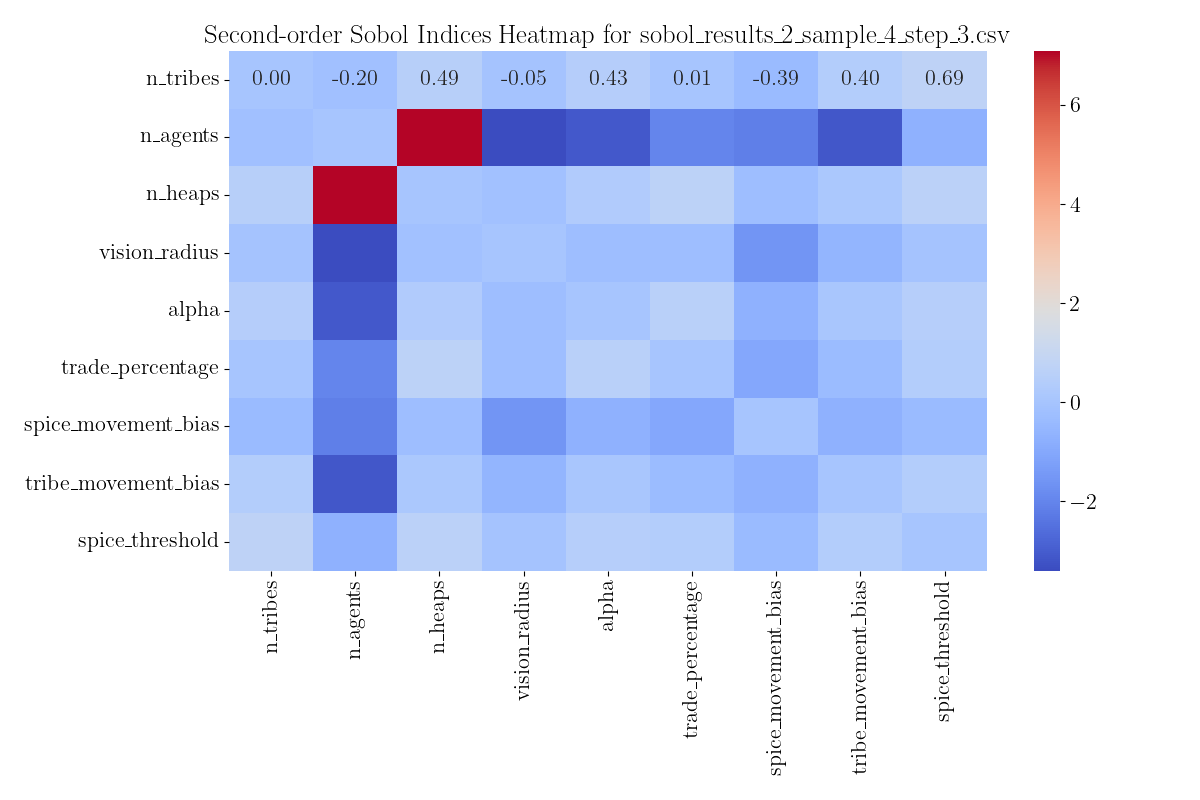 Second-order Sobol Indices Heatmap for sobol_results_2_sample_4_step_3.csv
n_tribes 0.00 -0.20 0.49 -0.05 0.43 0.01 -0.39 0.40 0.69
n_agents
n_heaps
vision_radius
alpha
trade_percentage
spice_movement_bias
tribe_movement_bias
spice_threshold
n_tribes
n_agents
n_heaps
vision_radius
alpha
trade_percentage
spice_movement_bias
tribe_movement_bias
spice_threshold
6
4
2
0
−2